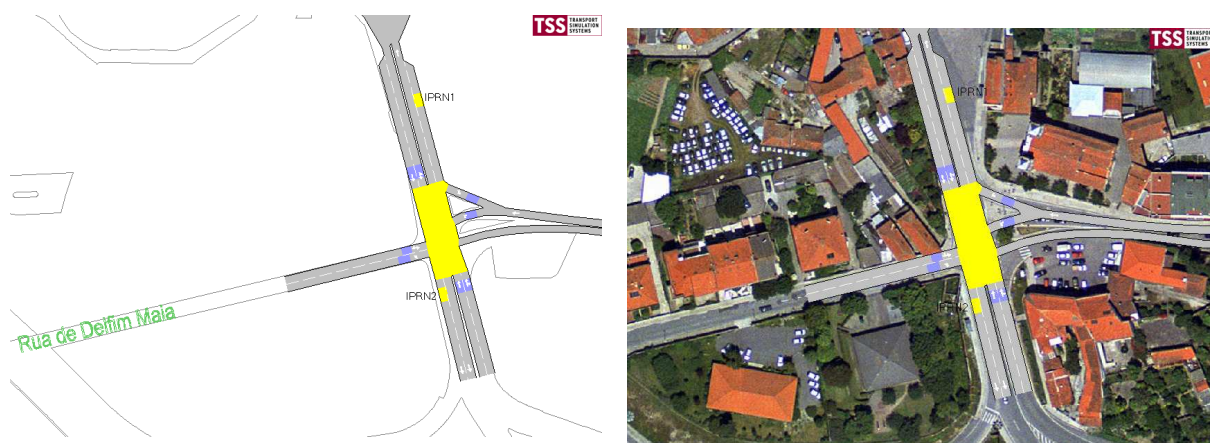 TSS TRANSPORT
SIMULATION
SYSTEMS
IPRN1
IPRN2
Rua de Delfim Maia
TSS TRANSPORT
SIMULATION
SYSTEMS
IPRN1